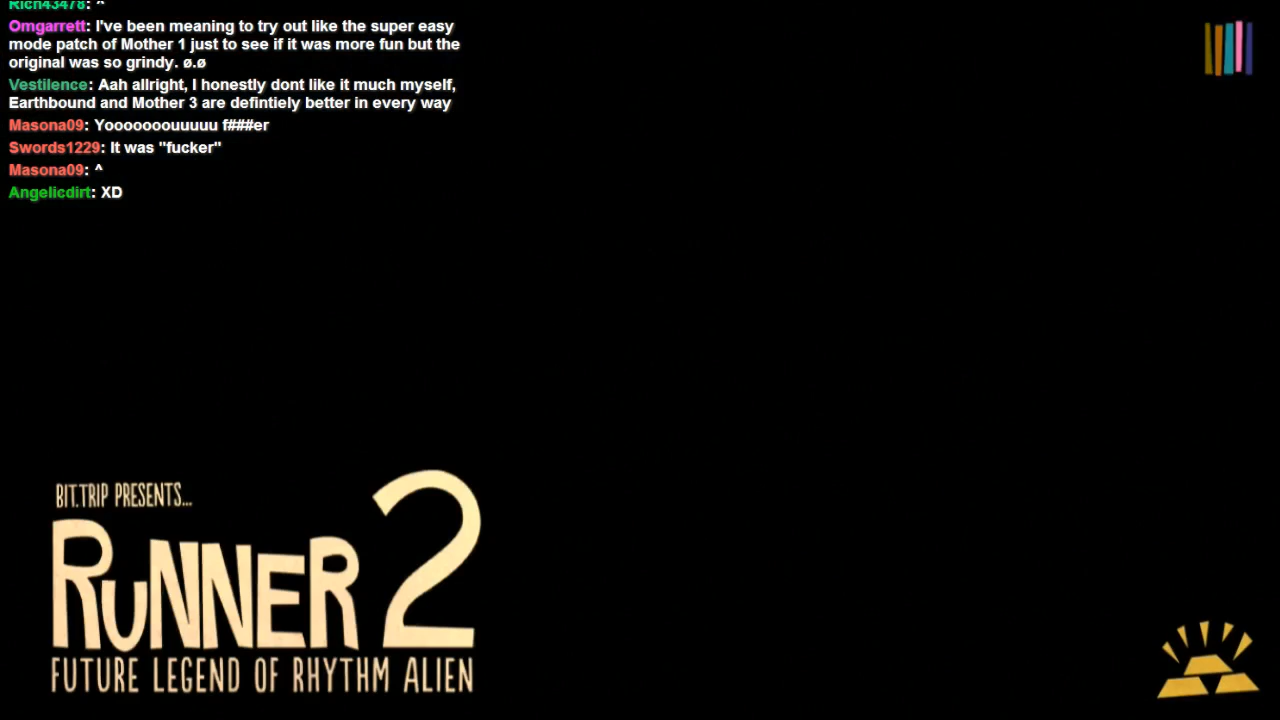 Rich43478: ^
Omgarrett: I've been meaning to try out like the super easy
mode patch of Mother 1 just to see if it was more fun but the
original was so grindy. ø.ø
Vestilence: Aah allright, I honestly dont like it much myself,
Earthbound and Mother 3 are defintiely better in every way
Masona09: Yooooooouuuuu f###er
Swords1229: It was "fucker"
Masona09: ^
Angelicdirt: XD
BIT.TRIP PRESENTS...
RUNNER 2
FUTURE LEGEND OF RHYTHM ALIEN